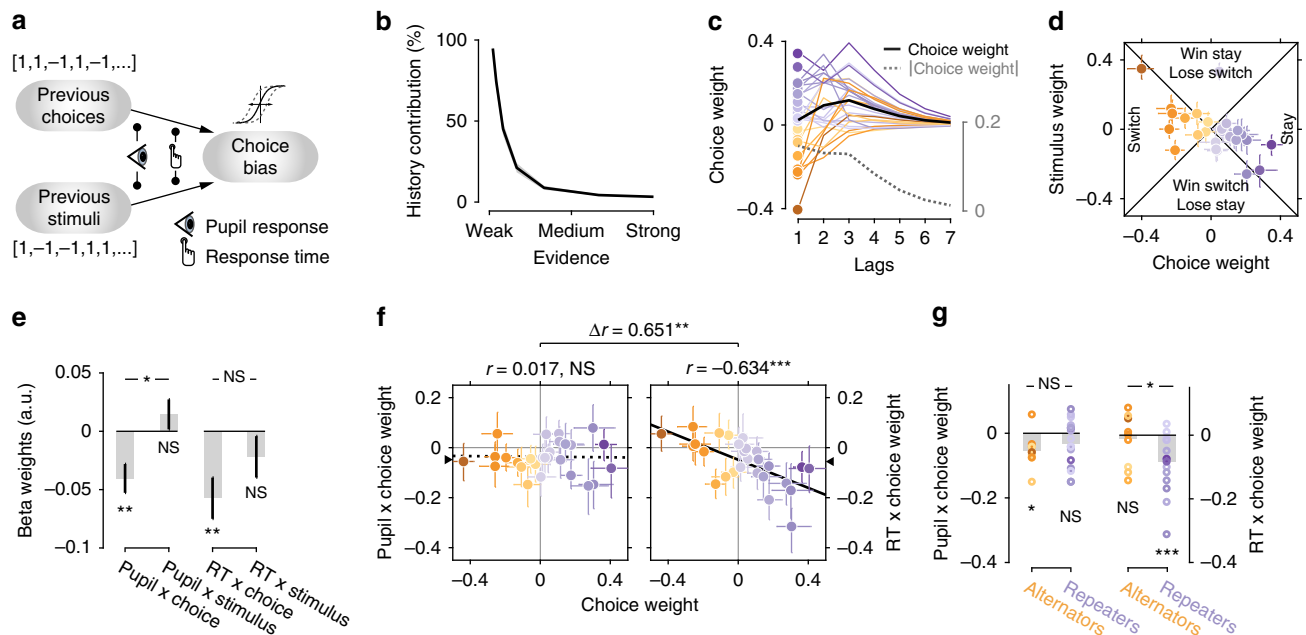 a
[1,1,−1,1,−1,...]
Previous
choices
Previous
stimuli
[1,−1,−1,1,1,...]
Choice
bias
Pupil response
Response time
b
History contribution (%)
100
50
0
Weak
Medium
Strong
Evidence
c
Choice weight
0.4
0.2
0
−0.4
Choice weight
|Choice weight|
0.2
0
1 2 3 4 5 6 7
Lags
d
Stimulus weight
0.4
0
−0.4
Win stay
Lose switch
Switch
Stay
Win switch
Lose stay
−0.4 0 0.4
Choice weight
e
Beta weights (a.u.)
0.05
0
−0.05
−0.1
*
NS
NS
**
NS
**
Pupil x choice
Pupil x stimulus
RT x choice
RT x stimulus
f
Δr = 0.651**
r = 0.017, NS
r = −0.634***
Pupil x choice weight
0.2
0
−0.2
−0.4
0.2
0
−0.2
−0.4
RT x choice weight
−0.4 0 0.4
−0.4 0 0.4
Choice weight
g
Pupil x choice weight
0
−0.2
−0.4
NS
*
*
NS
NS
***
0
−0.2
−0.4
RT x choice weight
Alternators
Repeaters
Alternators
Repeaters